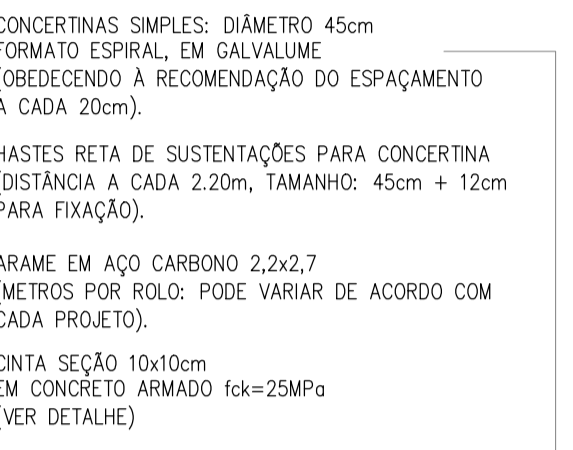 CONCERTINAS SIMPLES: DIÂMETRO 45cm
FORMATO ESPIRAL, EM GALVALUME
(OBEDECENDO À RECOMENDAÇÃO DO ESPAÇAMENTO
À CADA 20cm).
HASTES RETA DE SUSTENTAÇÕES PARA CONCERTINA
(DISTÂNCIA A CADA 2.20m, TAMANHO: 45cm + 12cm
PARA FIXAÇÃO).
ARAME EM AÇO CARBONO 2,2x2,7
(METROS POR ROLO: PODE VARIAR DE ACORDO COM
CADA PROJETO).
CINTA SEÇÃO 10x10cm
EM CONCRETO ARMADO fck=25MPa
(VER DETALHE)